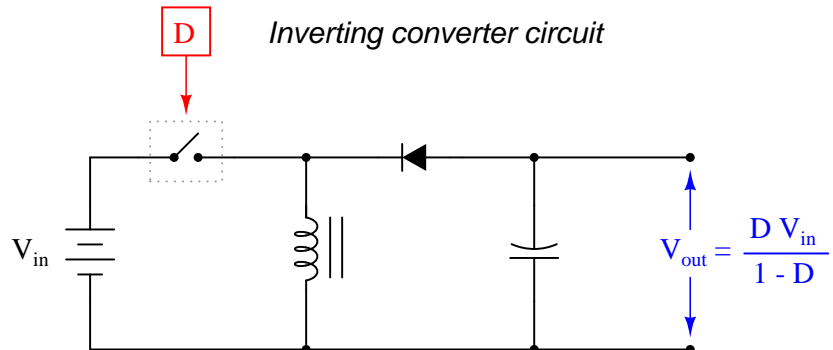 D
Inverting converter circuit
V_in
V_out = D V_in / 1 - D